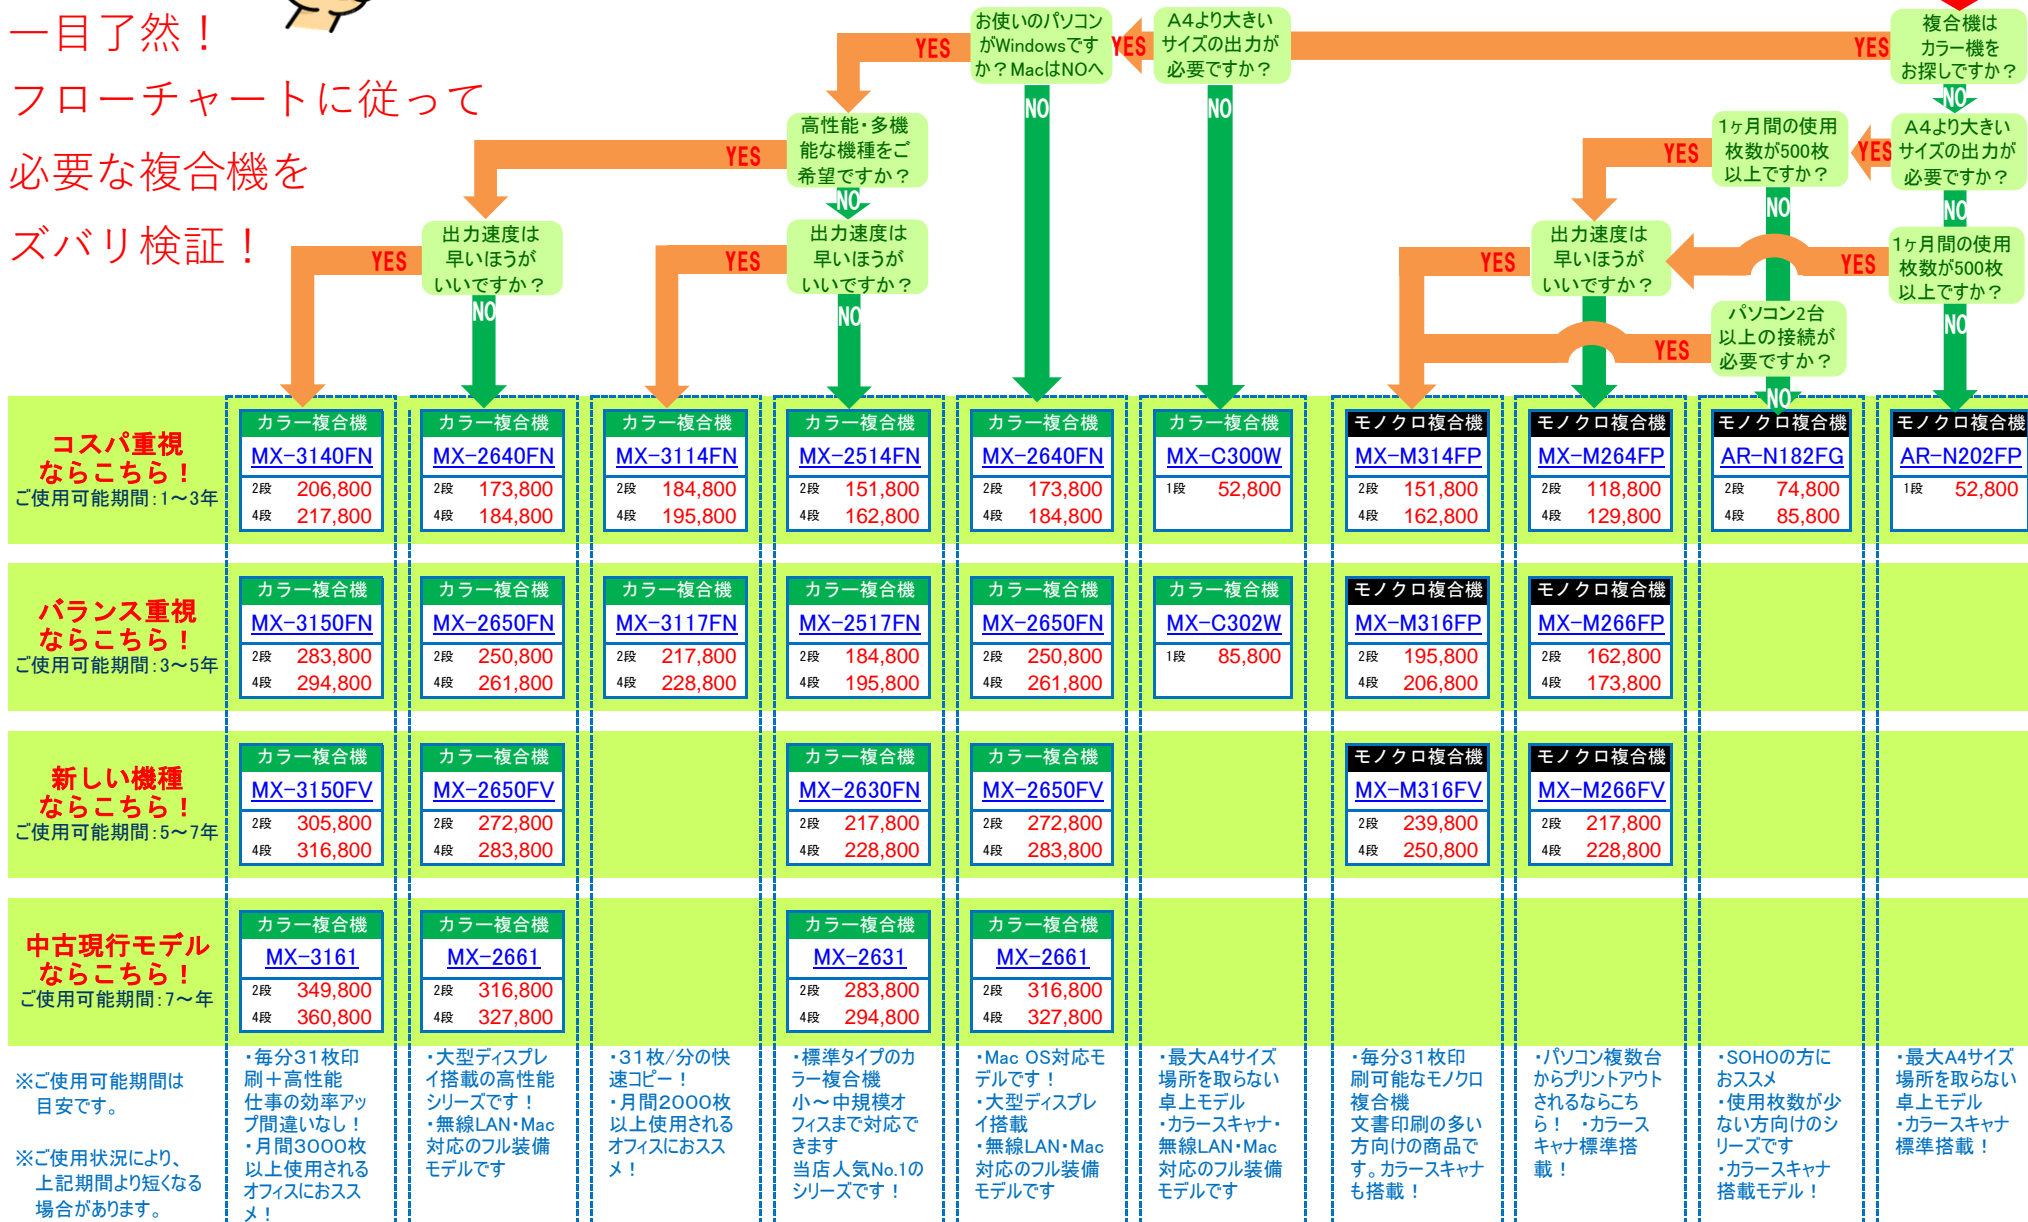 一目了然！
フローチャートに従って
必要な複合機を
ズバリ検証！
複合機は
カラー機を
お探しですか？
YES
NO
A4より大きい
サイズの出力が
必要ですか？
YES
NO
お使いのパソコン
がWindowsです
か？MacはNOへ
YES
NO
高性能・多機
能な機種をご
希望ですか？
YES
NO
出力速度は
早いほうが
いいですか？
YES
NO
出力速度は
早いほうが
いいですか？
YES
NO
A4より大きい
サイズの出力が
必要ですか？
YES
NO
1ヶ月間の使用
枚数が500枚
以上ですか？
YES
NO
1ヶ月間の使用
枚数が500枚
以上ですか？
YES
NO
出力速度は
早いほうが
いいですか？
YES
パソコン2台
以上の接続が
必要ですか？
YES
NO
コスパ重視
ならこちら！
ご使用可能期間：1～3年
カラー複合機
MX-3140FN
2段 206,800
4段 217,800
カラー複合機
MX-2640FN
2段 173,800
4段 184,800
カラー複合機
MX-3114FN
2段 184,800
4段 195,800
カラー複合機
MX-2514FN
2段 151,800
4段 162,800
カラー複合機
MX-2640FN
2段 173,800
4段 184,800
カラー複合機
MX-C300W
1段 52,800
モノクロ複合機
MX-M314FP
2段 151,800
4段 162,800
モノクロ複合機
MX-M264FP
2段 118,800
4段 129,800
モノクロ複合機
AR-N182FG
2段 74,800
4段 85,800
モノクロ複合機
AR-N202FP
1段 52,800
バランス重視
ならこちら！
ご使用可能期間：3～5年
カラー複合機
MX-3150FN
2段 283,800
4段 294,800
カラー複合機
MX-2650FN
2段 250,800
4段 261,800
カラー複合機
MX-3117FN
2段 217,800
4段 228,800
カラー複合機
MX-2517FN
2段 184,800
4段 195,800
カラー複合機
MX-2650FN
2段 250,800
4段 261,800
カラー複合機
MX-C302W
1段 85,800
モノクロ複合機
MX-M316FP
2段 195,800
4段 206,800
モノクロ複合機
MX-M266FP
2段 162,800
4段 173,800
新しい機種
ならこちら！
ご使用可能期間：5～7年
カラー複合機
MX-3150FV
2段 305,800
4段 316,800
カラー複合機
MX-2650FV
2段 272,800
4段 283,800
カラー複合機
MX-2630FN
2段 217,800
4段 228,800
カラー複合機
MX-2650FV
2段 272,800
4段 283,800
モノクロ複合機
MX-M316FV
2段 239,800
4段 250,800
モノクロ複合機
MX-M266FV
2段 217,800
4段 228,800
中古現行モデル
ならこちら！
ご使用可能期間：7～年
カラー複合機
MX-3161
2段 349,800
4段 360,800
カラー複合機
MX-2661
2段 316,800
4段 327,800
カラー複合機
MX-2631
2段 283,800
4段 294,800
カラー複合機
MX-2661
2段 316,800
4段 327,800
※ご使用可能期間は
目安です。
※ご使用状況により、
上記期間より短くなる
場合があります。
・毎分３１枚印
刷＋高性能
仕事の効率アッ
プ間違いなし！
・月間３０００枚
以上使用される
オフィスにおスス
メ！
・大型ディスプレ
イ搭載の高性能
シリーズです！
・無線LAN・Mac
対応のフル装備
モデルです
・３１枚/分の快
速コピー！
・月間２０００枚
以上使用される
オフィスにおスス
メ！
・標準タイプのカ
ラー複合機
小～中規模オ
フィスまで対応で
きます
当店人気No.1の
シリーズです！
・Mac OS対応モ
デルです！
・大型ディスプレ
イ搭載
・無線LAN・Mac
対応のフル装備
モデルです
・最大A4サイズ
場所を取らない
卓上モデル
・カラースキャナ・
無線LAN・Mac
対応のフル装備
モデルです
・毎分３１枚印
刷可能なモノクロ
複合機
文書印刷の多い
方向けの商品で
す。カラースキャナ
も搭載！
・パソコン複数台
からプリントアウト
されるならこち
ら！ ・カラース
キャナ標準搭
載！
・SOHOの方に
おススメ
・使用枚数が少
ない方向けのシ
リーズです
・カラースキャナ
搭載モデル！
・最大A4サイズ
場所を取らない
卓上モデル
・カラースキャナ
標準搭載！